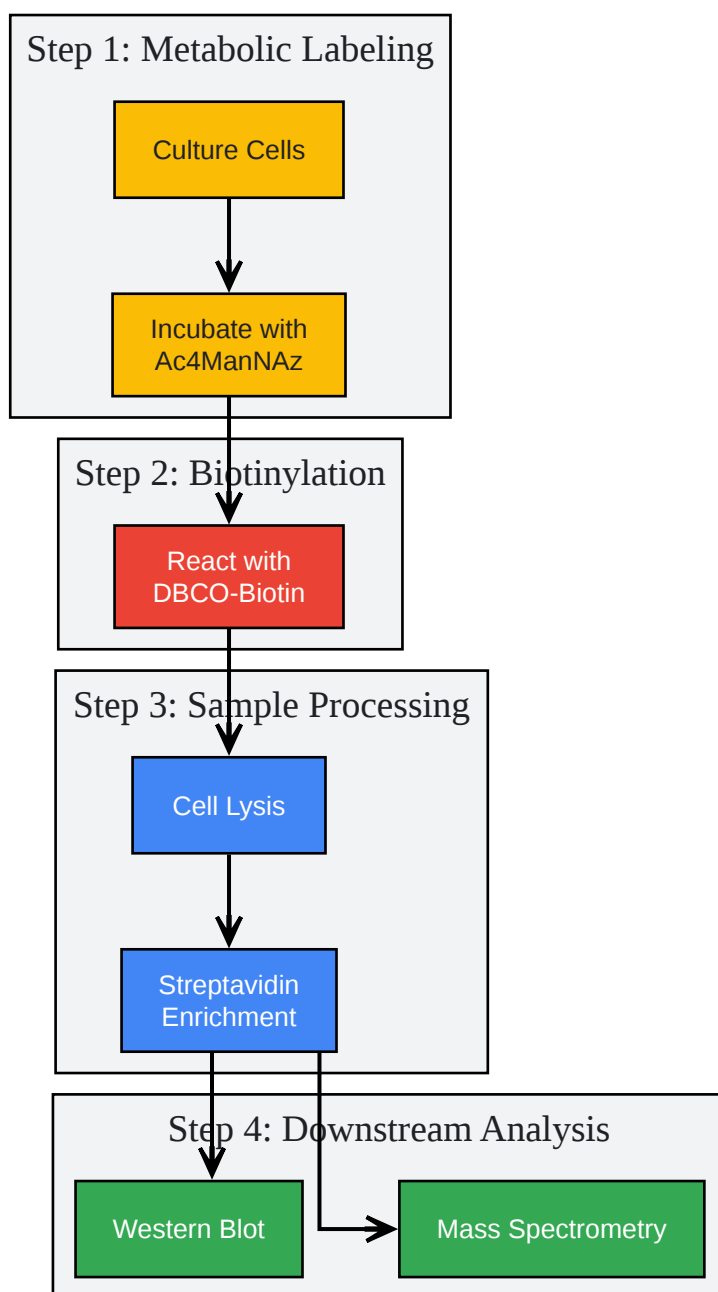 Step 1: Metabolic Labeling
Culture Cells
Incubate with
Ac4ManNAz
Step 2: Biotinylation
React with
DBCO-Biotin
Step 3: Sample Processing
Cell Lysis
Streptavidin
Enrichment
Step 4: Downstream Analysis
Western Blot
Mass Spectrometry